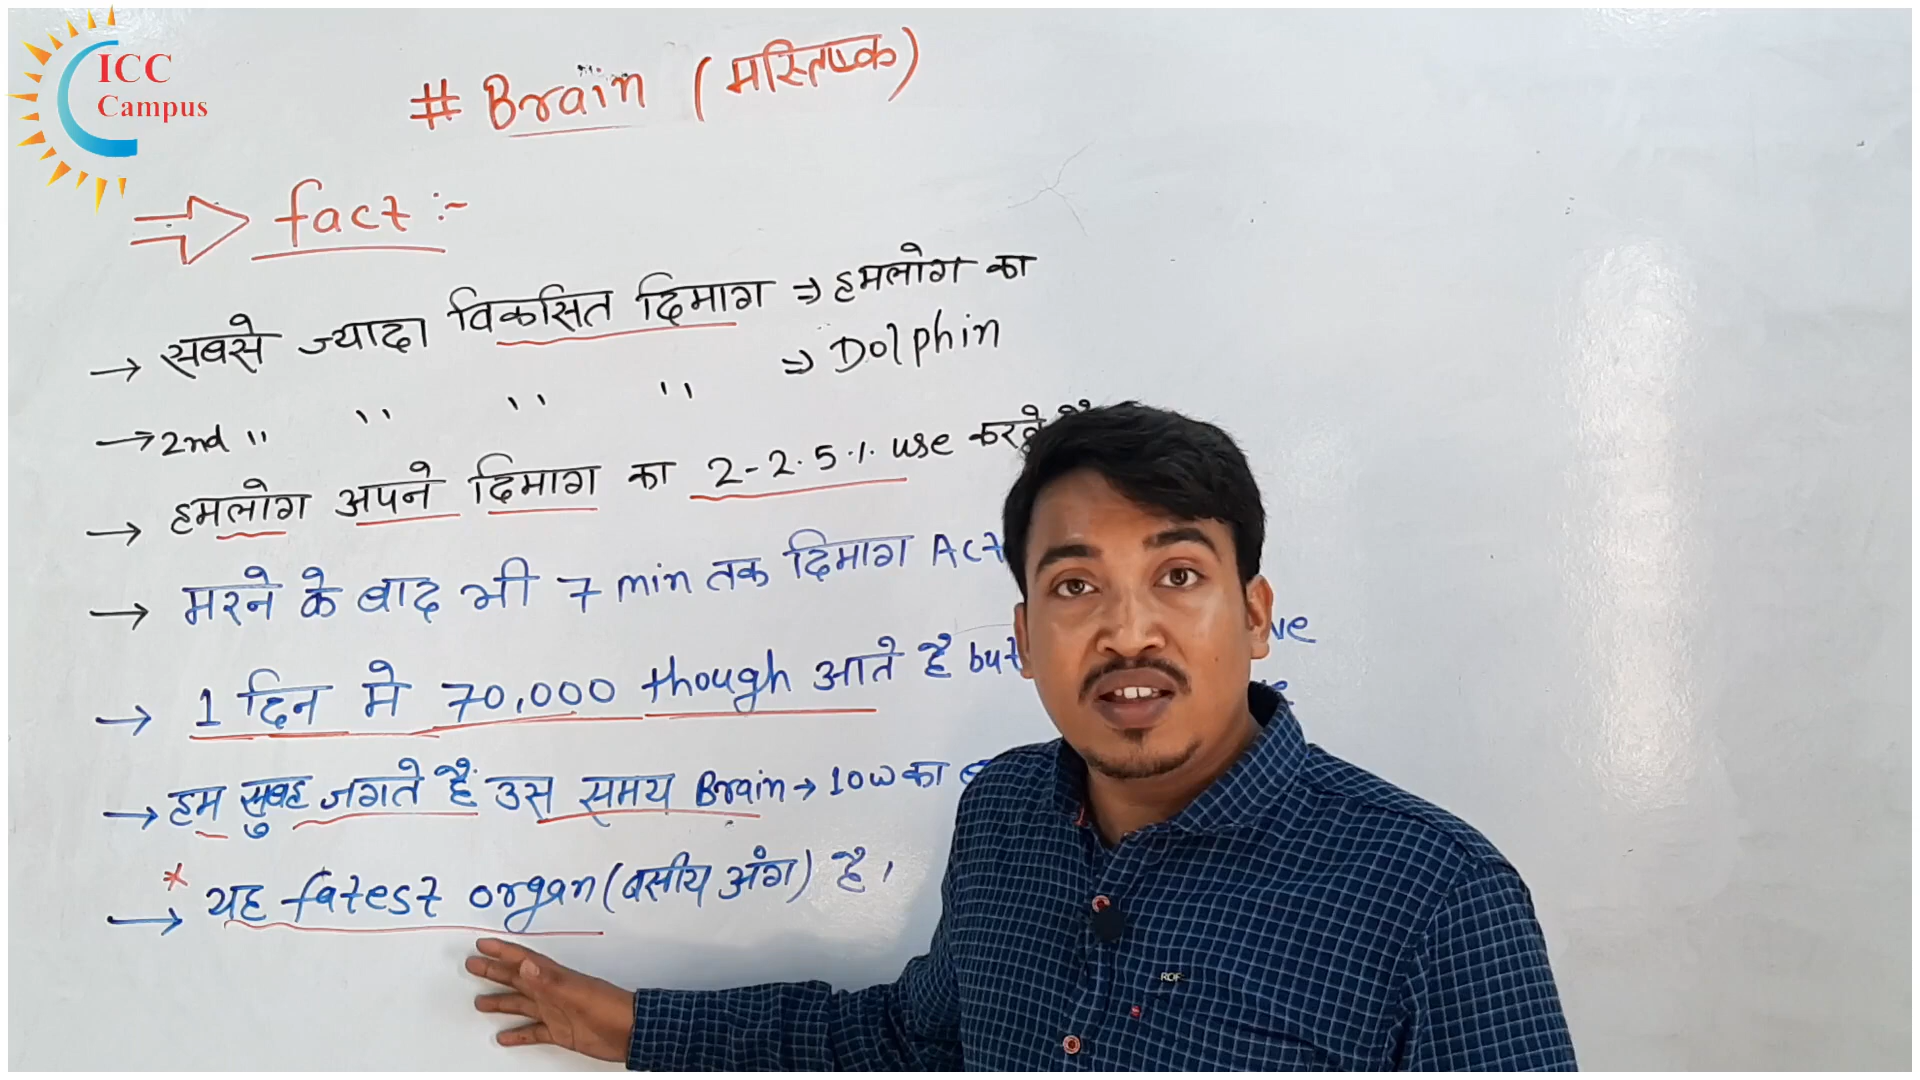 ICC
Campus
# Brain (मस्तिष्क)
fact :-
→ सबसे ज्यादा विकसित दिमाग ⇒ हमलोग का
→ 2nd " " " " ⇒ Dolphin
→ हमलोग अपने दिमाग का 2-2.5% use करते है
→ मरने के बाद भी 7 min तक दिमाग Act
→ 1 दिन मे 70,000 though आते है but ve
→ हम सुबह जगते हैं उस समय Brain → 10w का
* → यह fatest organ (वसीय अंग) है।
ROF